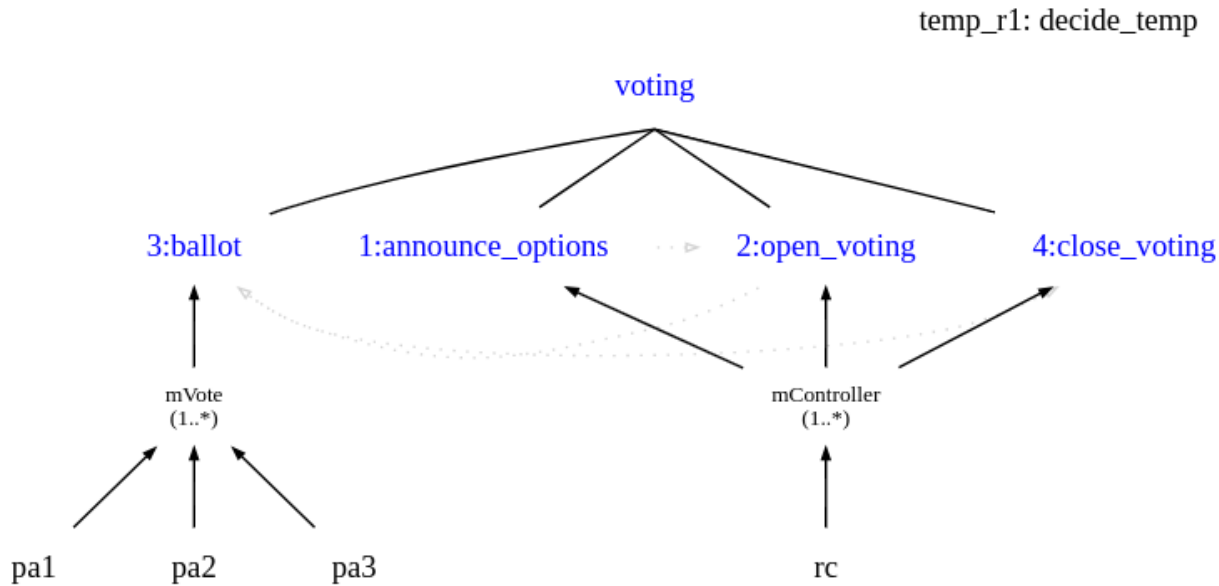 temp_r1: decide_temp
voting
3:ballot 1:announce_options 2:open_voting 4:close_voting
mVote mController
(1..*) (1..*)
pa1 pa2 pa3 rc